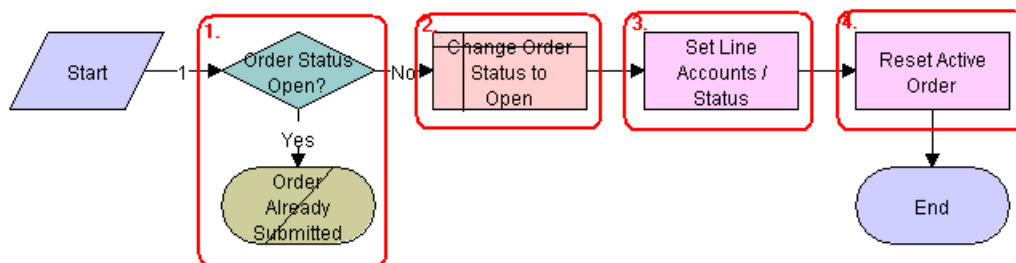 Start
1
1.
Order Status
Open?
No
Yes
Order
Already
Submitted
2.
Change Order
Status to
Open
3.
Set Line
Accounts /
Status
4.
Reset Active
Order
End